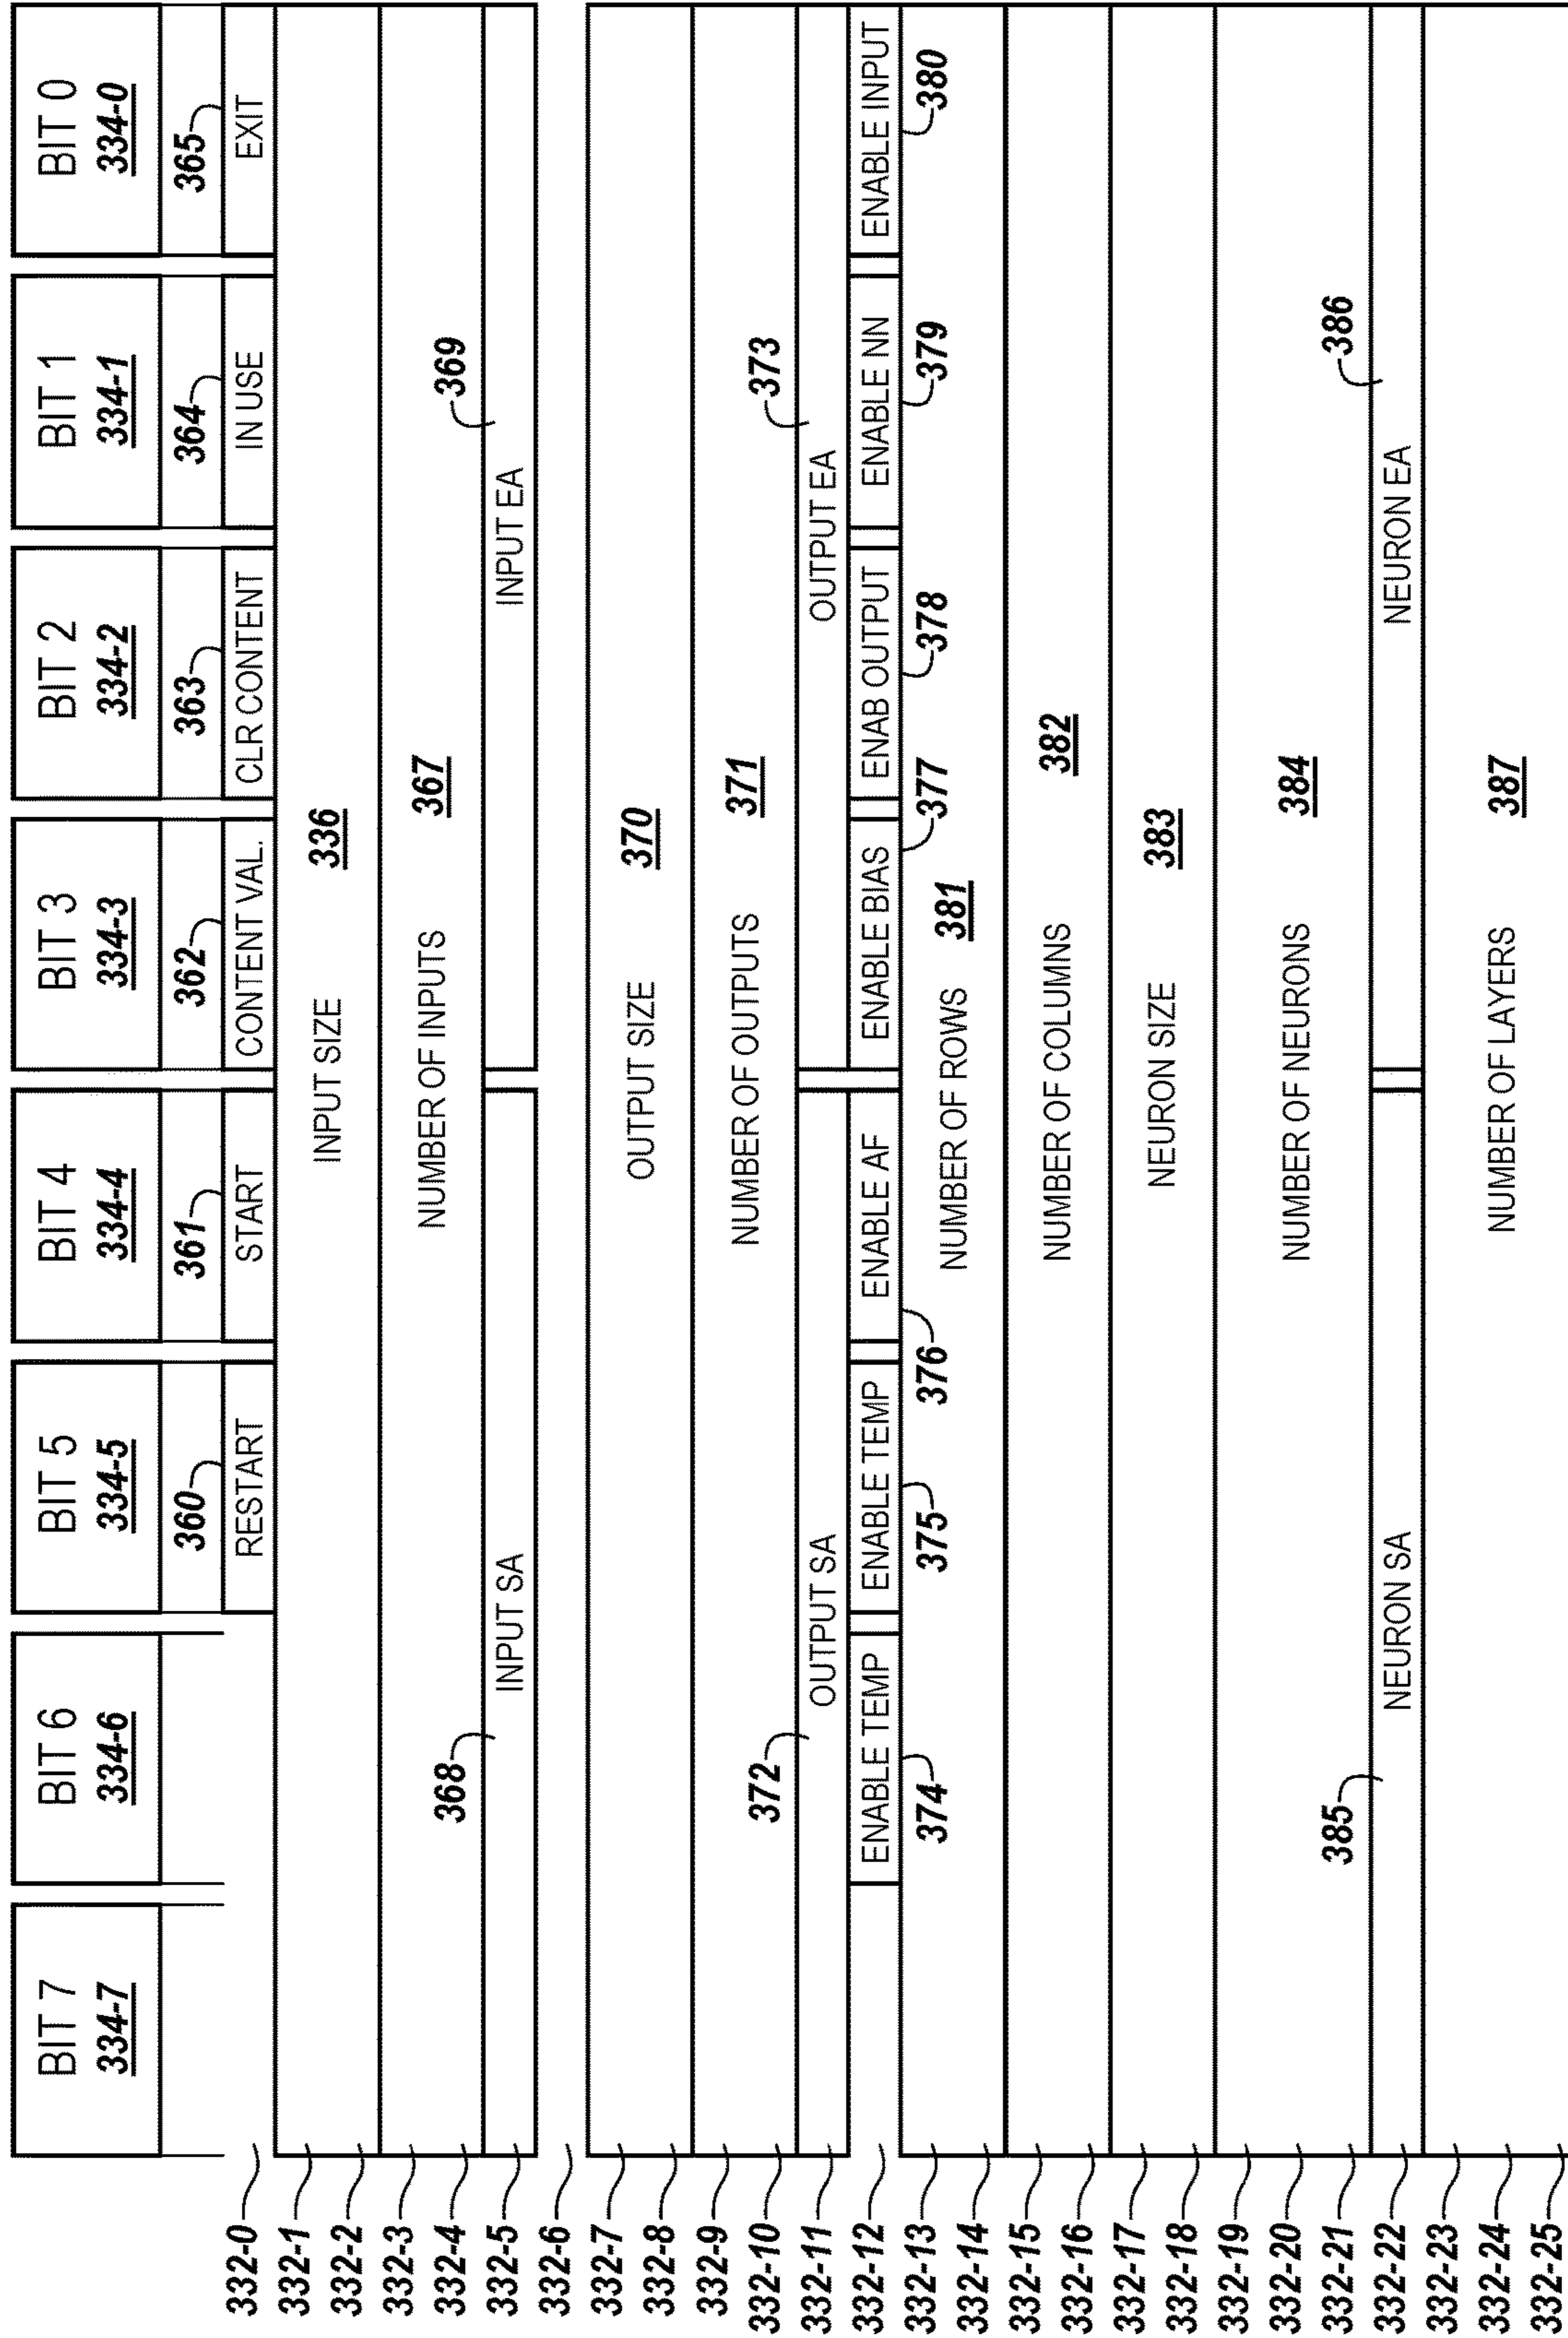 BIT 7 BIT 6 BIT 5 BIT 4 BIT 3 BIT 2 BIT 1 BIT 0
334-7 334-6 334-5 334-4 334-3 334-2 334-1 334-0
360 361 362 363 364 365
332-0 RESTART START CONTENT VAL. CLR CONTENT IN USE EXIT
332-1 INPUT SIZE 336
332-2
332-3 NUMBER OF INPUTS 367
332-4 368 369
332-5 INPUT SA INPUT EA
332-6
332-7 OUTPUT SIZE 370
332-8
332-9 NUMBER OF OUTPUTS 371
332-10 372 373
332-11 OUTPUT SA OUTPUT EA
332-12 ENABLE TEMP ENABLE TEMP ENABLE AF ENABLE BIAS ENAB OUTPUT ENABLE NN ENABLE INPUT
332-13 374 375 376 377 378 379 380
NUMBER OF ROWS 381
332-14
332-15 NUMBER OF COLUMNS 382
332-16
332-17 NEURON SIZE 383
332-18
332-19
332-20 NUMBER OF NEURONS 384
332-21 385 386
332-22 NEURON SA NEURON EA
332-23
332-24 NUMBER OF LAYERS 387
332-25